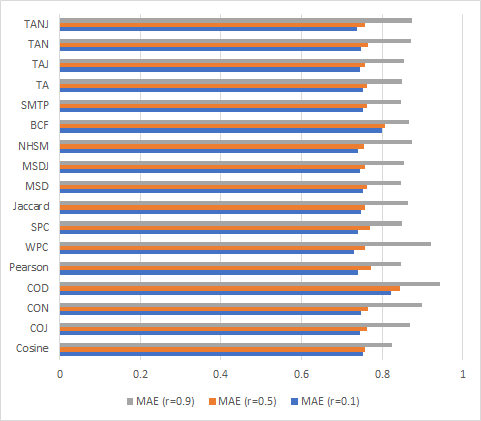 TANJ
TAN
TAJ
TA
SMTP
BCF
NHSM
MSDJ
MSD
Jaccard
SPC
WPC
Pearson
COD
CON
COJ
Cosine
0 0.2 0.4 0.6 0.8 1
MAE (r=0.9) MAE (r=0.5) MAE (r=0.1)